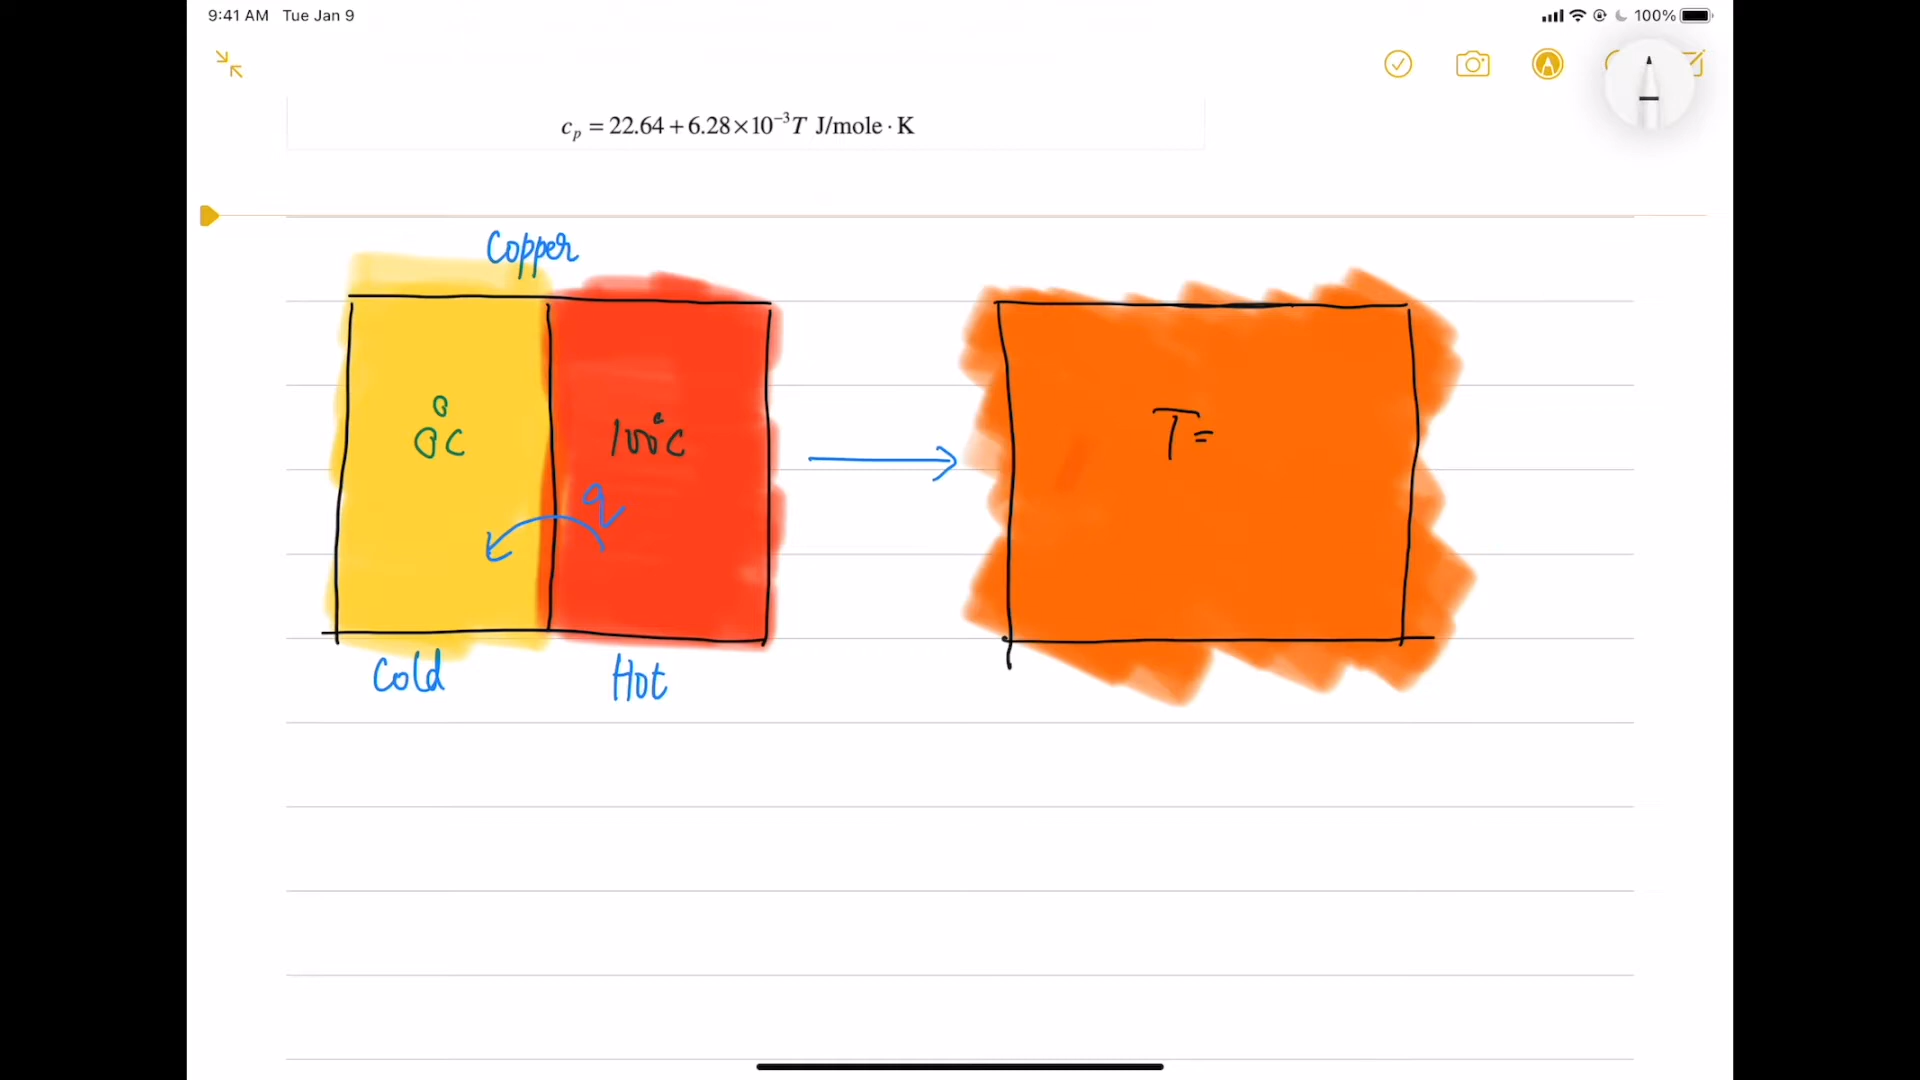 9:41 AM Tue Jan 9
100%
c_p = 22.64 + 6.28×10⁻³T J/mole · K
Copper
0°C
100°C
T=
q
Cold
Hot